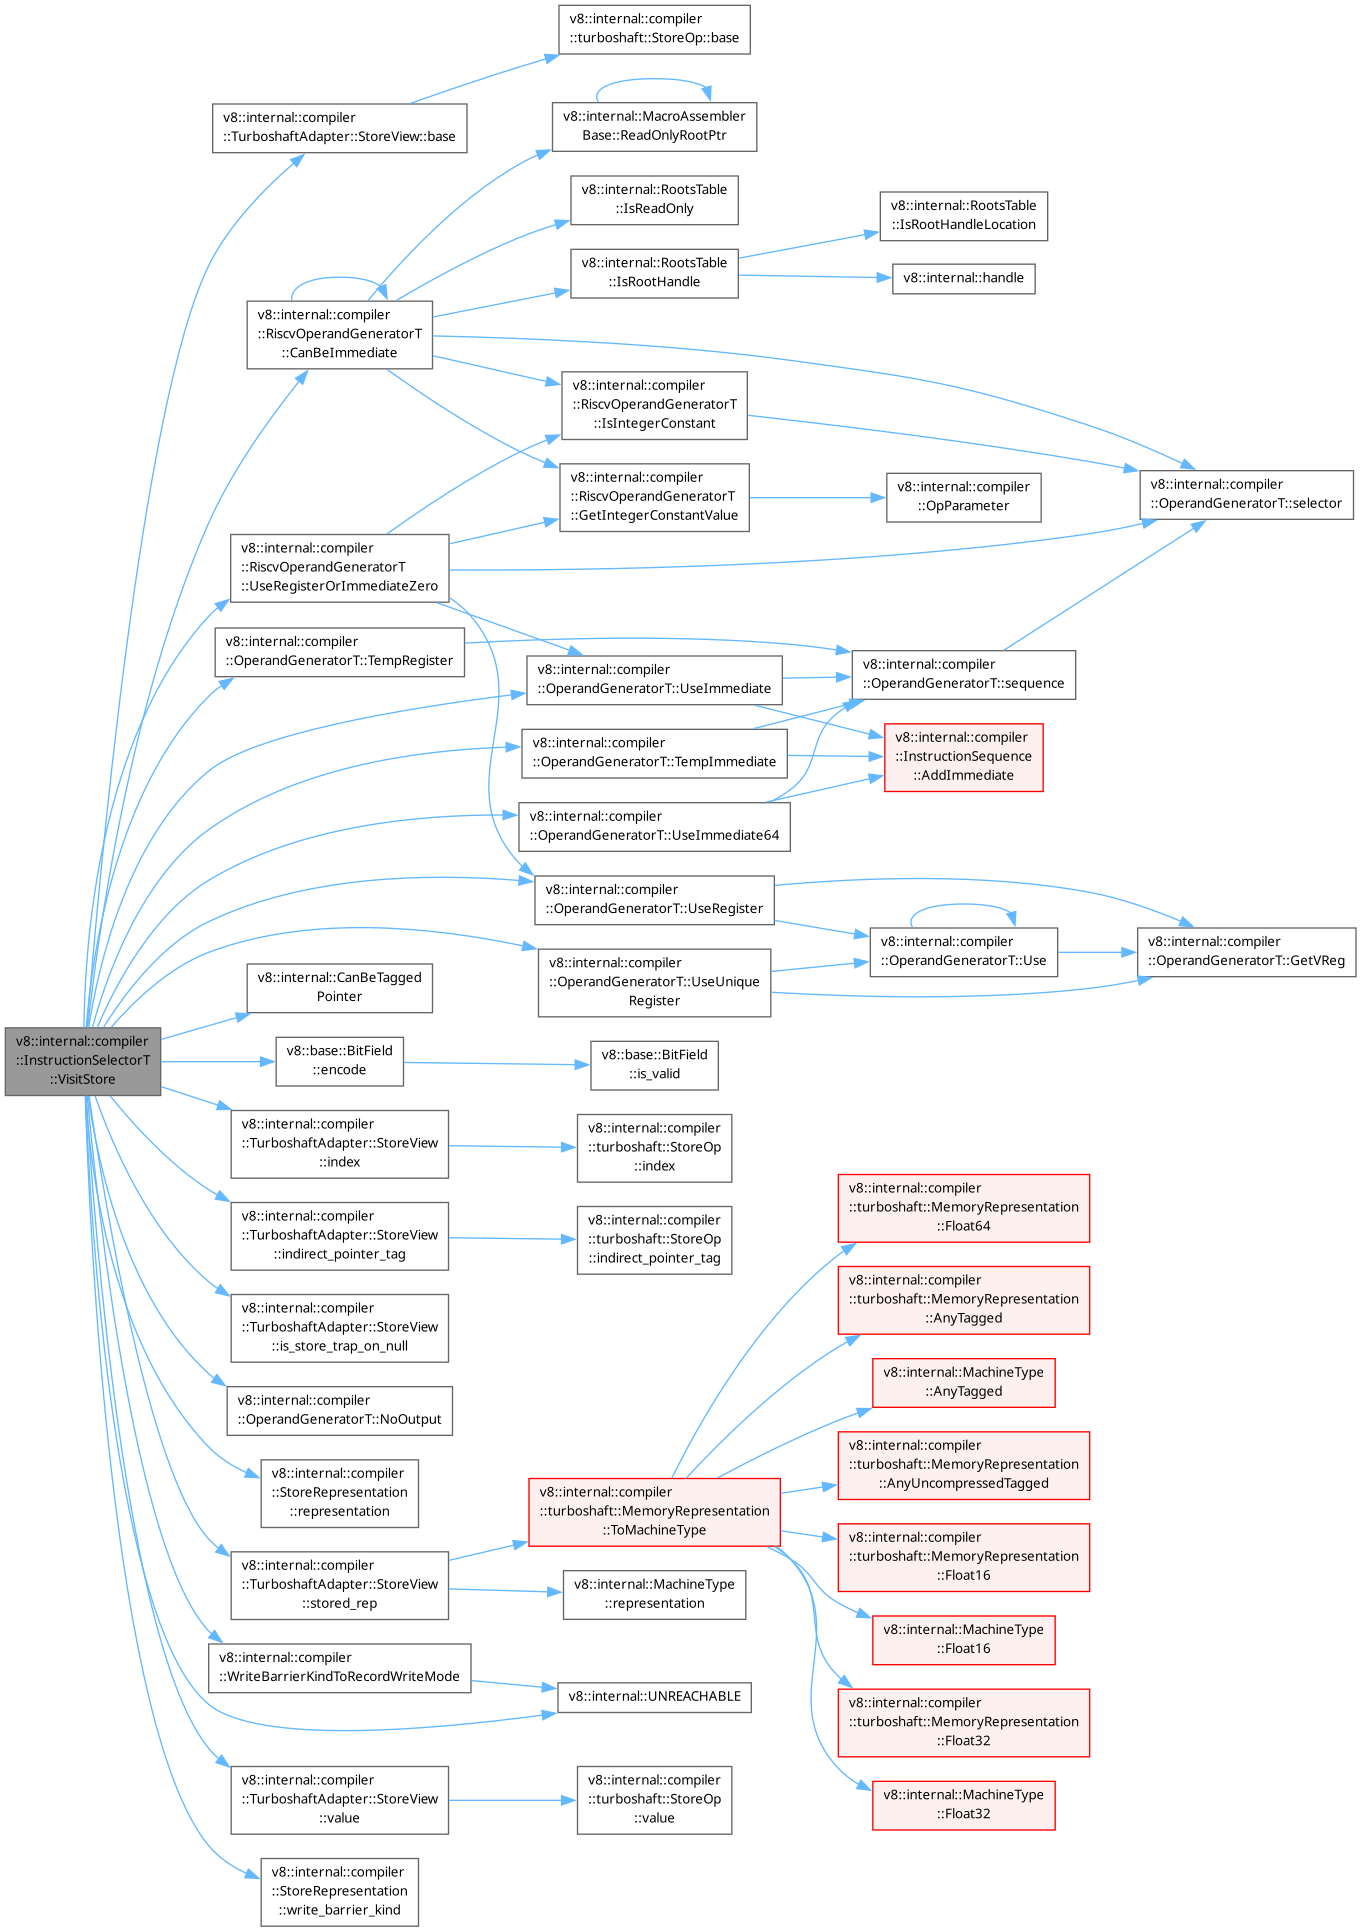 v8::internal::compiler
::turboshaft::StoreOp::base
v8::internal::compiler
::TurboshaftAdapter::StoreView::base
v8::internal::MacroAssembler
Base::ReadOnlyRootPtr
v8::internal::RootsTable
::IsReadOnly
v8::internal::RootsTable
::IsRootHandleLocation
v8::internal::RootsTable
::IsRootHandle
v8::internal::handle
v8::internal::compiler
::RiscvOperandGeneratorT
::CanBeImmediate
v8::internal::compiler
::RiscvOperandGeneratorT
::IsIntegerConstant
v8::internal::compiler
::RiscvOperandGeneratorT
::GetIntegerConstantValue
v8::internal::compiler
::OpParameter
v8::internal::compiler
::OperandGeneratorT::selector
v8::internal::compiler
::RiscvOperandGeneratorT
::UseRegisterOrImmediateZero
v8::internal::compiler
::OperandGeneratorT::TempRegister
v8::internal::compiler
::OperandGeneratorT::UseImmediate
v8::internal::compiler
::OperandGeneratorT::sequence
v8::internal::compiler
::OperandGeneratorT::TempImmediate
v8::internal::compiler
::InstructionSequence
::AddImmediate
v8::internal::compiler
::OperandGeneratorT::UseImmediate64
v8::internal::compiler
::OperandGeneratorT::UseRegister
v8::internal::compiler
::OperandGeneratorT::Use
v8::internal::compiler
::OperandGeneratorT::GetVReg
v8::internal::compiler
::OperandGeneratorT::UseUnique
Register
v8::internal::CanBeTagged
Pointer
v8::internal::compiler
::InstructionSelectorT
::VisitStore
v8::base::BitField
::encode
v8::base::BitField
::is_valid
v8::internal::compiler
::TurboshaftAdapter::StoreView
::index
v8::internal::compiler
::turboshaft::StoreOp
::index
v8::internal::compiler
::TurboshaftAdapter::StoreView
::indirect_pointer_tag
v8::internal::compiler
::turboshaft::StoreOp
::indirect_pointer_tag
v8::internal::compiler
::turboshaft::MemoryRepresentation
::Float64
v8::internal::compiler
::TurboshaftAdapter::StoreView
::is_store_trap_on_null
v8::internal::compiler
::turboshaft::MemoryRepresentation
::AnyTagged
v8::internal::compiler
::OperandGeneratorT::NoOutput
v8::internal::MachineType
::AnyTagged
v8::internal::compiler
::StoreRepresentation
::representation
v8::internal::compiler
::turboshaft::MemoryRepresentation
::ToMachineType
v8::internal::compiler
::turboshaft::MemoryRepresentation
::AnyUncompressedTagged
v8::internal::compiler
::turboshaft::MemoryRepresentation
::Float16
v8::internal::compiler
::TurboshaftAdapter::StoreView
::stored_rep
v8::internal::MachineType
::representation
v8::internal::MachineType
::Float16
v8::internal::compiler
::WriteBarrierKindToRecordWriteMode
v8::internal::UNREACHABLE
v8::internal::compiler
::turboshaft::MemoryRepresentation
::Float32
v8::internal::compiler
::TurboshaftAdapter::StoreView
::value
v8::internal::compiler
::turboshaft::StoreOp
::value
v8::internal::MachineType
::Float32
v8::internal::compiler
::StoreRepresentation
::write_barrier_kind